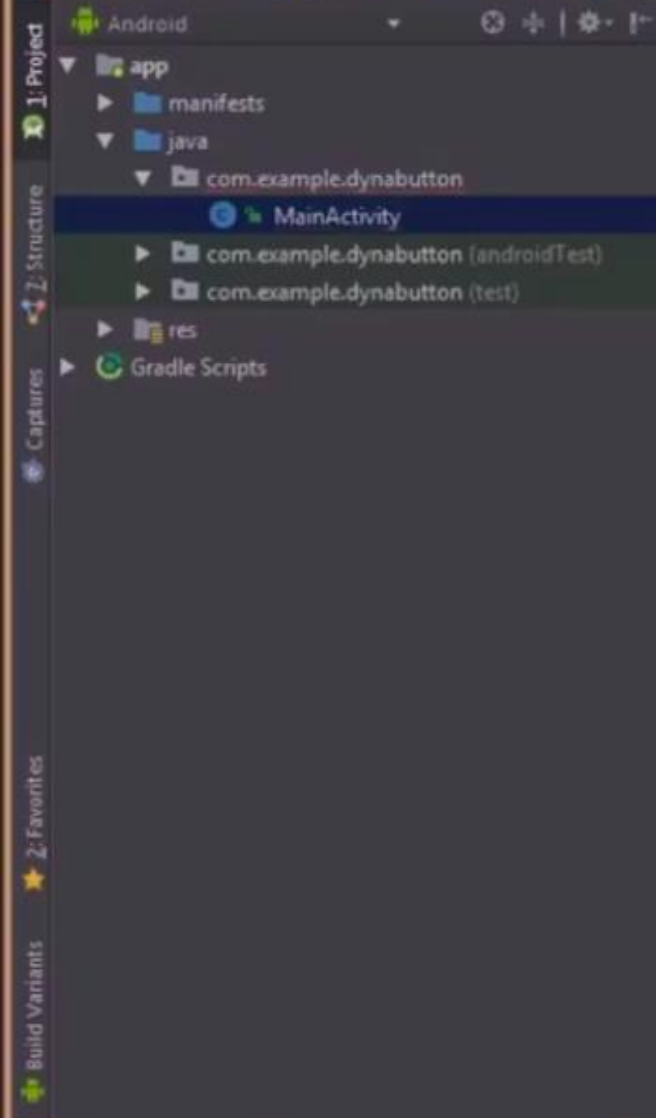 Android
app
manifests
java
com.example.dynabutton
MainActivity
com.example.dynabutton (androidTest)
com.example.dynabutton (test)
res
Gradle Scripts
1: Project
7: Structure
Captures
2: Favorites
Build Variants